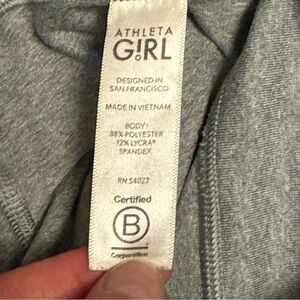 ATHLETA
GIRL
DESIGNED IN
SAN FRANCISCO
MADE IN VIETNAM
BODY:
88% POLYESTER
12% LYCRA®
SPANDEX
RN 54023
Certified
B
Corporation